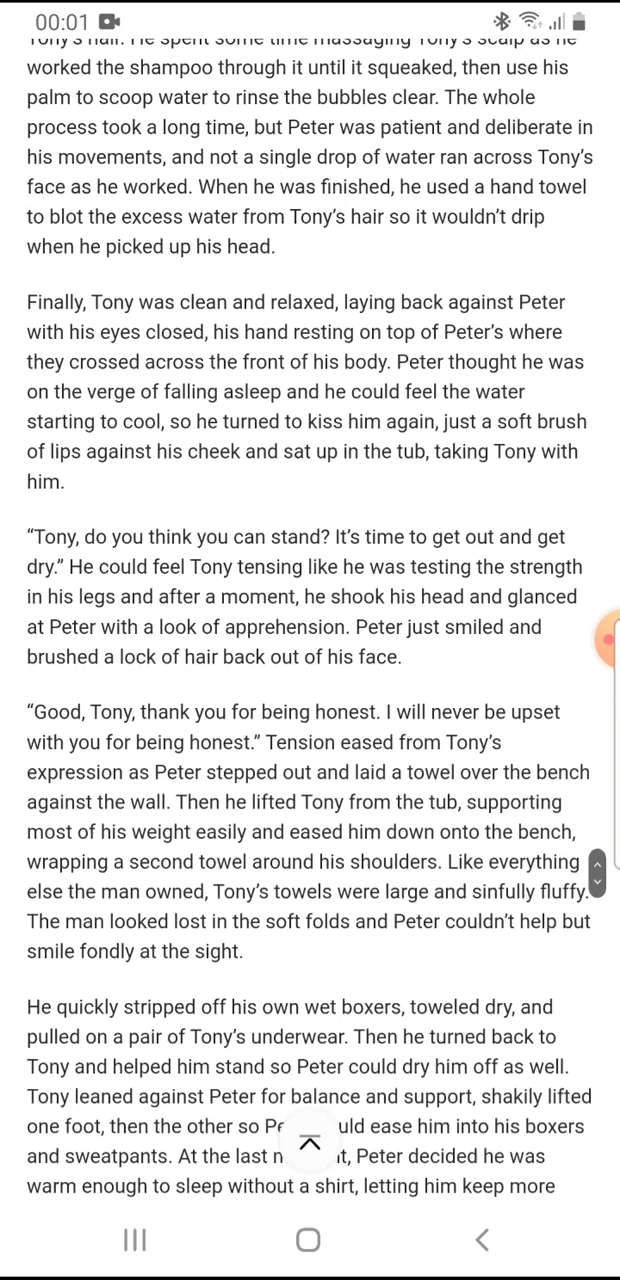 00:01
Tony's hair. He spent some time massaging Tony's scalp as he
worked the shampoo through it until it squeaked, then use his
palm to scoop water to rinse the bubbles clear. The whole
process took a long time, but Peter was patient and deliberate in
his movements, and not a single drop of water ran across Tony’s
face as he worked. When he was finished, he used a hand towel
to blot the excess water from Tony’s hair so it wouldn’t drip
when he picked up his head.
Finally, Tony was clean and relaxed, laying back against Peter
with his eyes closed, his hand resting on top of Peter’s where
they crossed across the front of his body. Peter thought he was
on the verge of falling asleep and he could feel the water
starting to cool, so he turned to kiss him again, just a soft brush
of lips against his cheek and sat up in the tub, taking Tony with
him.
“Tony, do you think you can stand? It’s time to get out and get
dry.” He could feel Tony tensing like he was testing the strength
in his legs and after a moment, he shook his head and glanced
at Peter with a look of apprehension. Peter just smiled and
brushed a lock of hair back out of his face.
“Good, Tony, thank you for being honest. I will never be upset
with you for being honest.” Tension eased from Tony’s
expression as Peter stepped out and laid a towel over the bench
against the wall. Then he lifted Tony from the tub, supporting
most of his weight easily and eased him down onto the bench,
wrapping a second towel around his shoulders. Like everything
else the man owned, Tony’s towels were large and sinfully fluffy.
The man looked lost in the soft folds and Peter couldn’t help but
smile fondly at the sight.
He quickly stripped off his own wet boxers, toweled dry, and
pulled on a pair of Tony’s underwear. Then he turned back to
Tony and helped him stand so Peter could dry him off as well.
Tony leaned against Peter for balance and support, shakily lifted
one foot, then the other so Pe uld ease him into his boxers
and sweatpants. At the last n it, Peter decided he was
warm enough to sleep without a shirt, letting him keep more